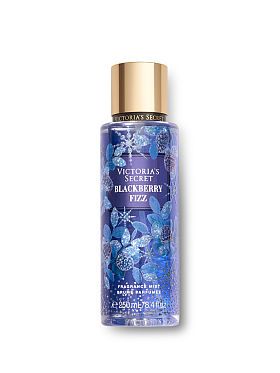 VICTORIA'S SECRET
VICTORIA'S
SECRET
BLACKBERRY
FIZZ
FRAGRANCE MIST
BRUME PARFUMÉE
e 250 mL/8.4 fl oz